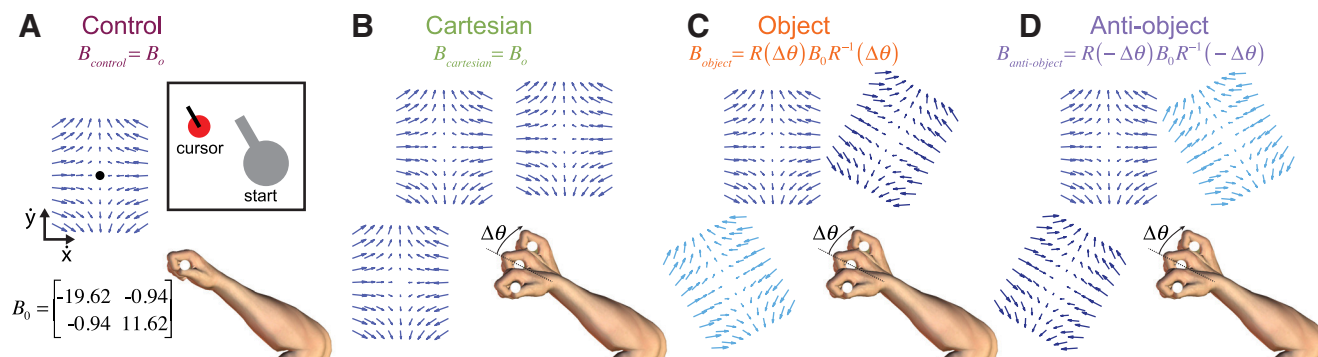 A Control
B_control = B_o
cursor
start
ẏ
ẋ
B_0 = [-19.62 -0.94
-0.94 11.62]
B Cartesian
B_cartesian = B_o
Δθ
C Object
B_object = R(Δθ)B_0R^-1(Δθ)
Δθ
D Anti-object
B_anti-object = R(-Δθ)B_0R^-1(-Δθ)
Δθ